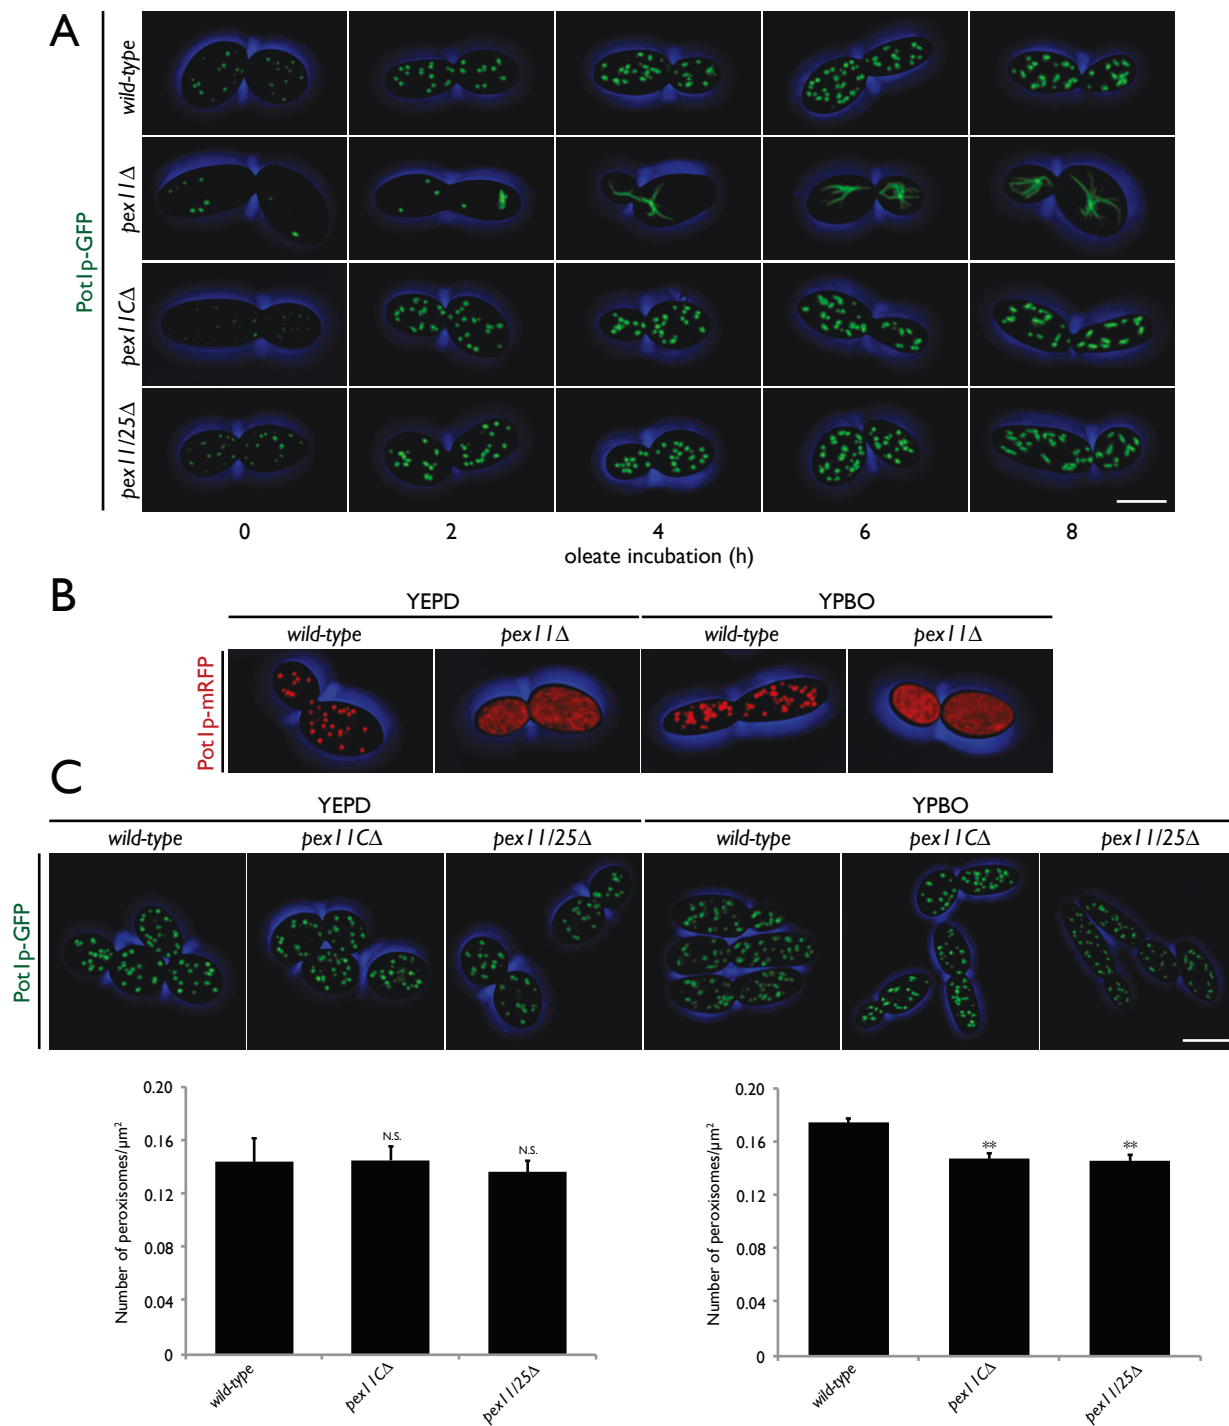 A
Pot1p-GFP
wild-type
pex11Δ
pex11CΔ
pex11/25Δ
0 2 4 6 8
oleate incubation (h)
B
YEPD YPBO
wild-type pex11Δ wild-type pex11Δ
Pot1p-mRFP
C
YEPD YPBO
wild-type pex11CΔ pex11/25Δ wild-type pex11CΔ pex11/25Δ
Pot1p-GFP
Number of peroxisomes/µm²
0.20
0.16
0.12
0.08
0.04
0
N.S.
N.S.
wild-type pex11CΔ pex11/25Δ
Number of peroxisomes/µm²
0.20
0.16
0.12
0.08
0.04
0
**
**
wild-type pex11CΔ pex11/25Δ